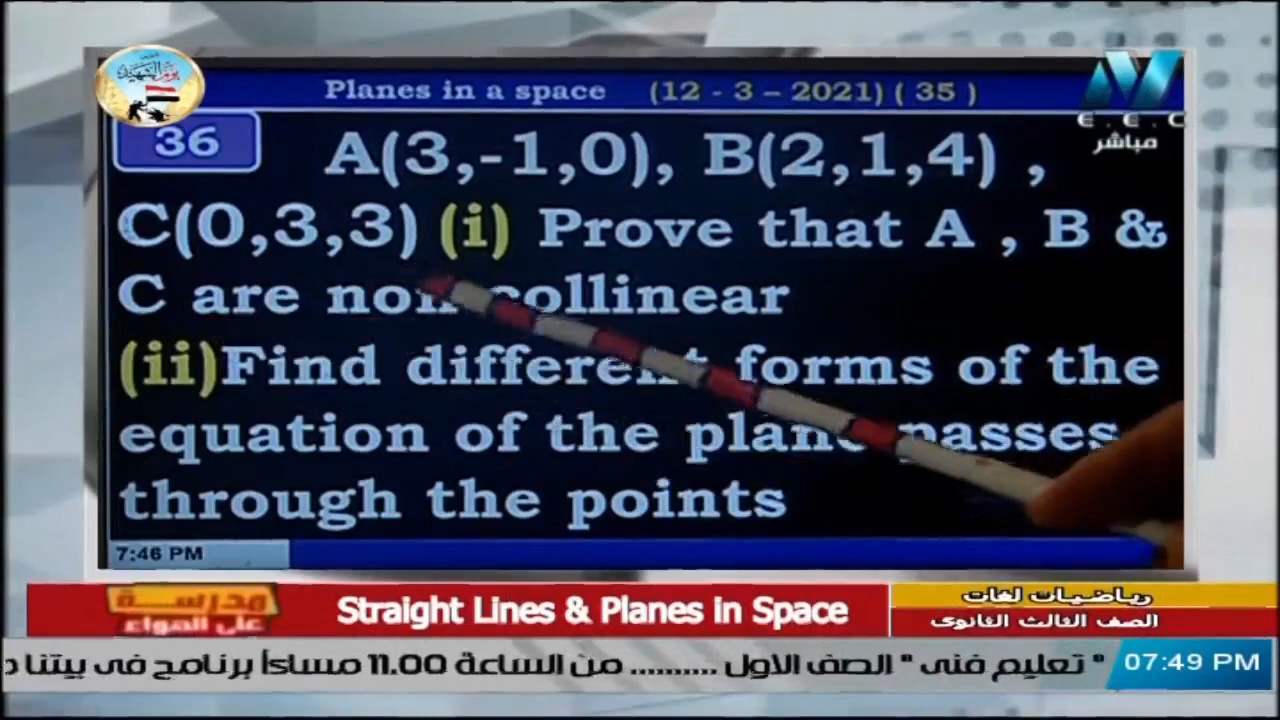 يوم الشهيد
Planes in a space (12 - 3 – 2021) ( 35 )
E.E.C
مباشر
36
A(3,-1,0), B(2,1,4) ,
C(0,3,3) (i) Prove that A , B &
C are non collinear
(ii)Find different forms of the
equation of the plane passes
through the points
7:46 PM
مدرسة
على الهواء
Straight Lines & Planes in Space
رياضيات لغات
الصف الثالث الثانوى
" تعليم فنى " الصف الاول .......... من الساعة 11.00 مساءاً برنامج فى بيتنا
07:49 PM